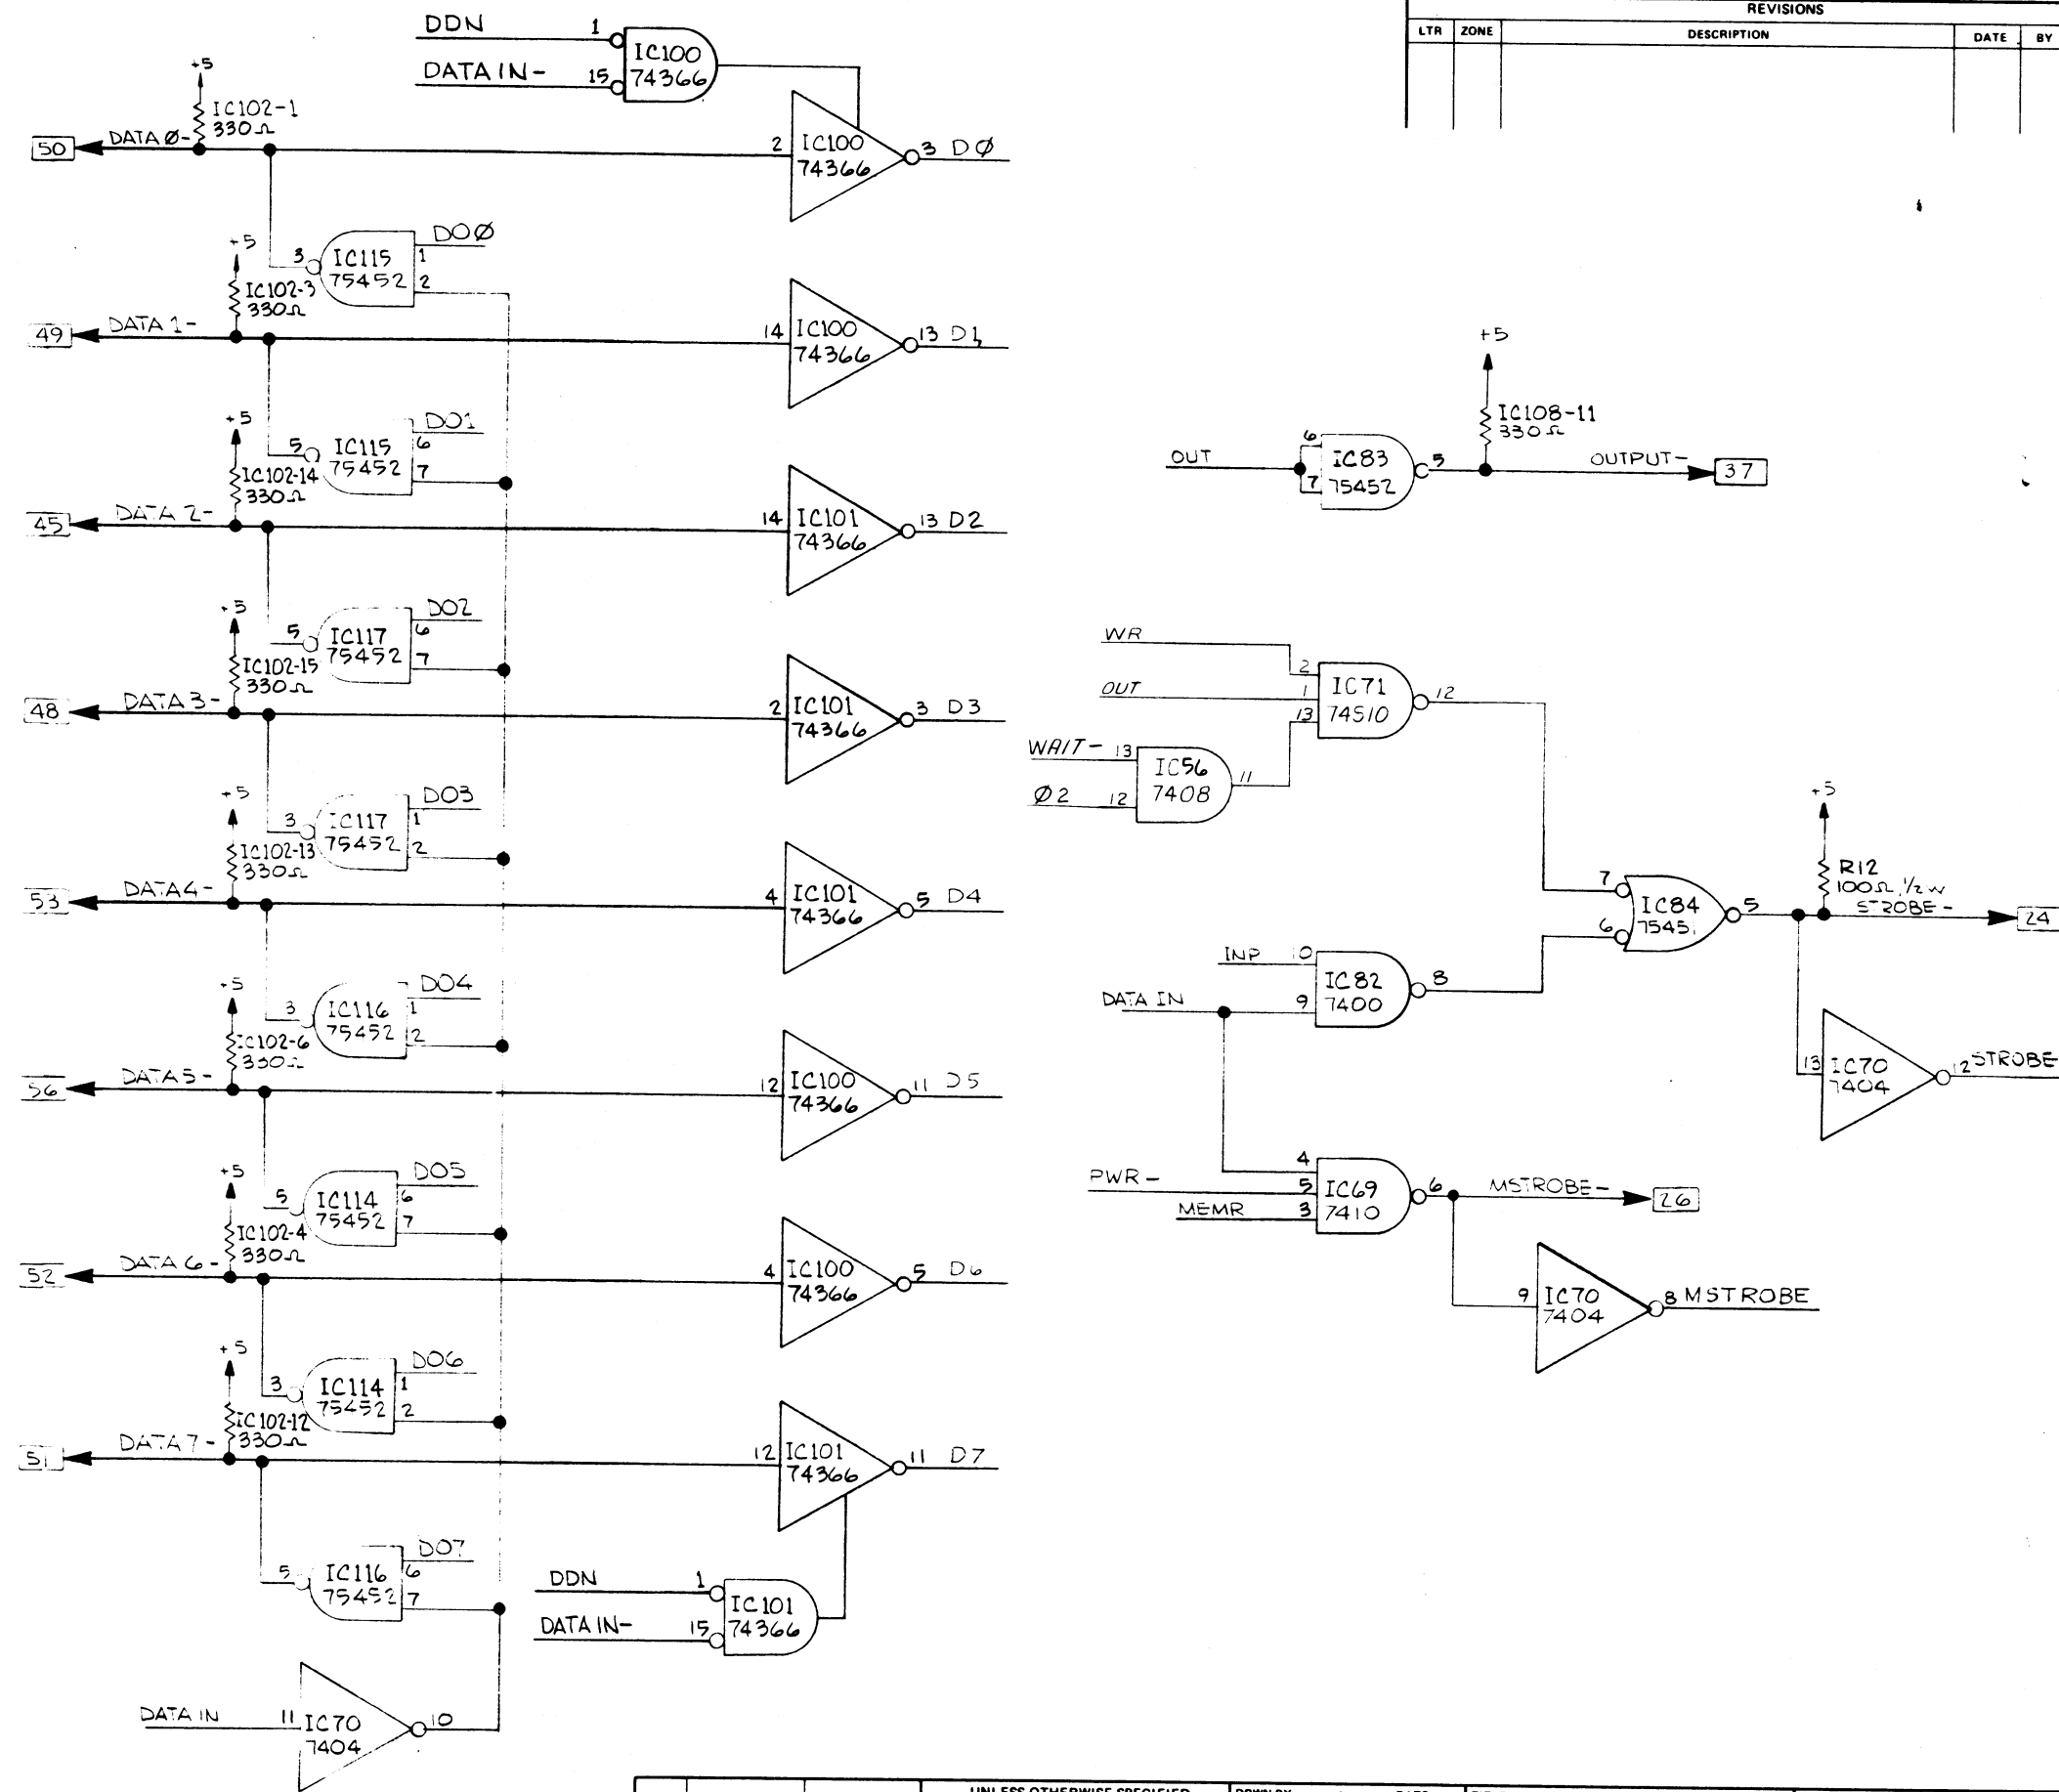 REVISIONS
LTR ZONE DESCRIPTION DATE BY
DDN 1
DATA IN- 15
IC100
74366
+5
IC102-1
330Ω
50 DATA Ø-
2 IC100
74366
3 DØ
+5
IC102-3
330Ω
3 IC115
75452
DOØ
1
2
49 DATA 1-
14 IC100
74366
13 D1
+5
IC102-14
330Ω
5 IC115
75452
DO1
6
7
45 DATA 2-
14 IC101
74366
13 D2
+5
IC102-15
330Ω
5 IC117
75452
DO2
6
7
48 DATA 3-
2 IC101
74366
3 D3
+5
IC102-13
330Ω
3 IC117
75452
DO3
1
2
53 DATA 4-
4 IC101
74366
5 D4
+5
IC102-6
330Ω
3 IC116
75452
DO4
1
2
56 DATA 5-
12 IC100
74366
11 D5
+5
IC102-4
330Ω
5 IC114
75452
DO5
6
7
52 DATA 6-
4 IC100
74366
5 D6
+5
IC102-12
330Ω
3 IC114
75452
DO6
1
2
51 DATA 7-
12 IC101
74366
11 D7
5 IC116
75452
DO7
6
7
DDN 1
DATA IN- 15
IC101
74366
DATA IN 11 IC70
7404
10
+5
IC108-11
330Ω
OUT
6
7
IC83
75452
5 OUTPUT- 37
WR 2
OUT 1
13
IC71
74S10
12
WAIT- 13
Ø2 12
IC56
7408
11
+5
R12
100Ω 1/2 W
7
6
IC84
75451
5 STROBE- 24
INP 10
DATA IN 9
IC82
7400
8
13 IC70
7404
12 STROBE
4
PWR- 5
MEMR 3
IC69
7410
6 MSTROBE- 26
9 IC70
7404
8 MSTROBE
UNLESS OTHERWISE SPECIFIED